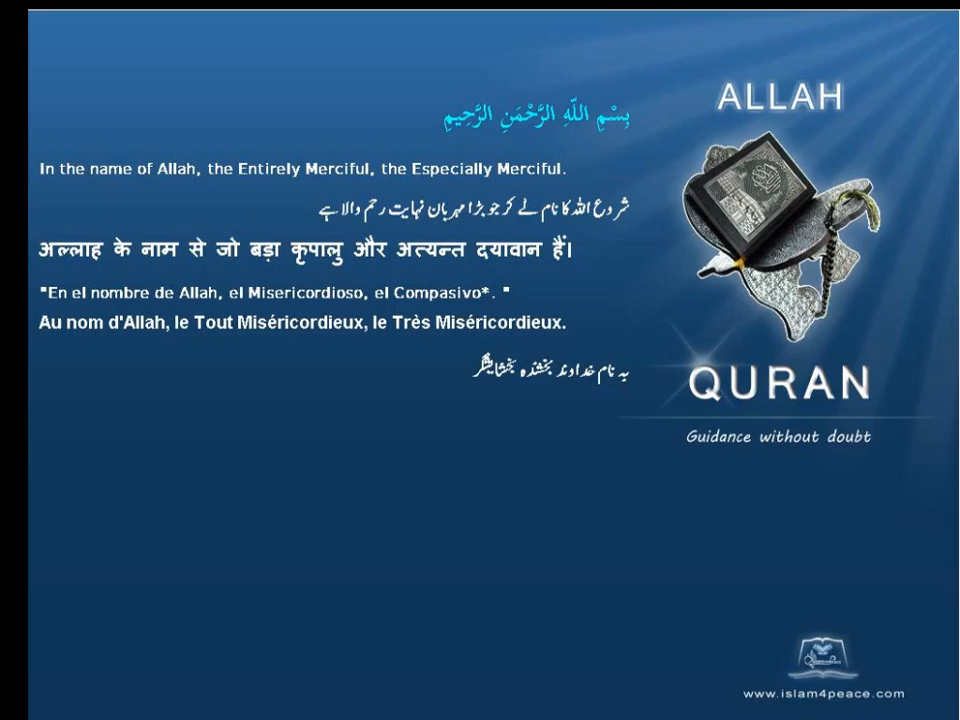 بِسْمِ اللَّهِ الرَّحْمَنِ الرَّحِيمِ
In the name of Allah, the Entirely Merciful, the Especially Merciful.
شروع الله کا نام لے کر جو بڑا مہربان نہایت رحم والا ہے
अल्लाह के नाम से जो बड़ा कृपालु और अत्यन्त दयावान हैं।
"En el nombre de Allah, el Misericordioso, el Compasivo*. "
Au nom d'Allah, le Tout Miséricordieux, le Très Miséricordieux.
به نام خداوند بخشنده بخشایشگر
ALLAH
QURAN
Guidance without doubt
www.islam4peace.com